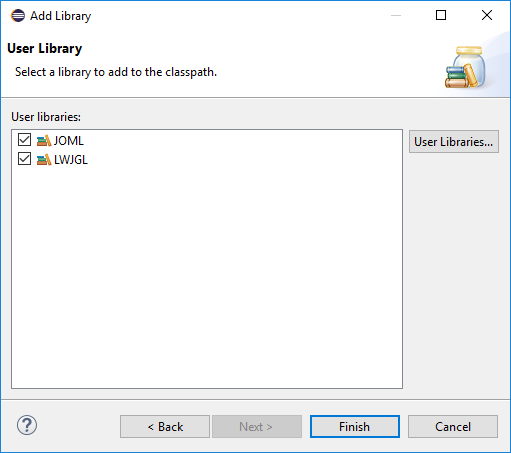 Add Library
User Library
Select a library to add to the classpath.
User libraries:
JOML
User Libraries...
LWJGL
?
< Back
Next >
Finish
Cancel